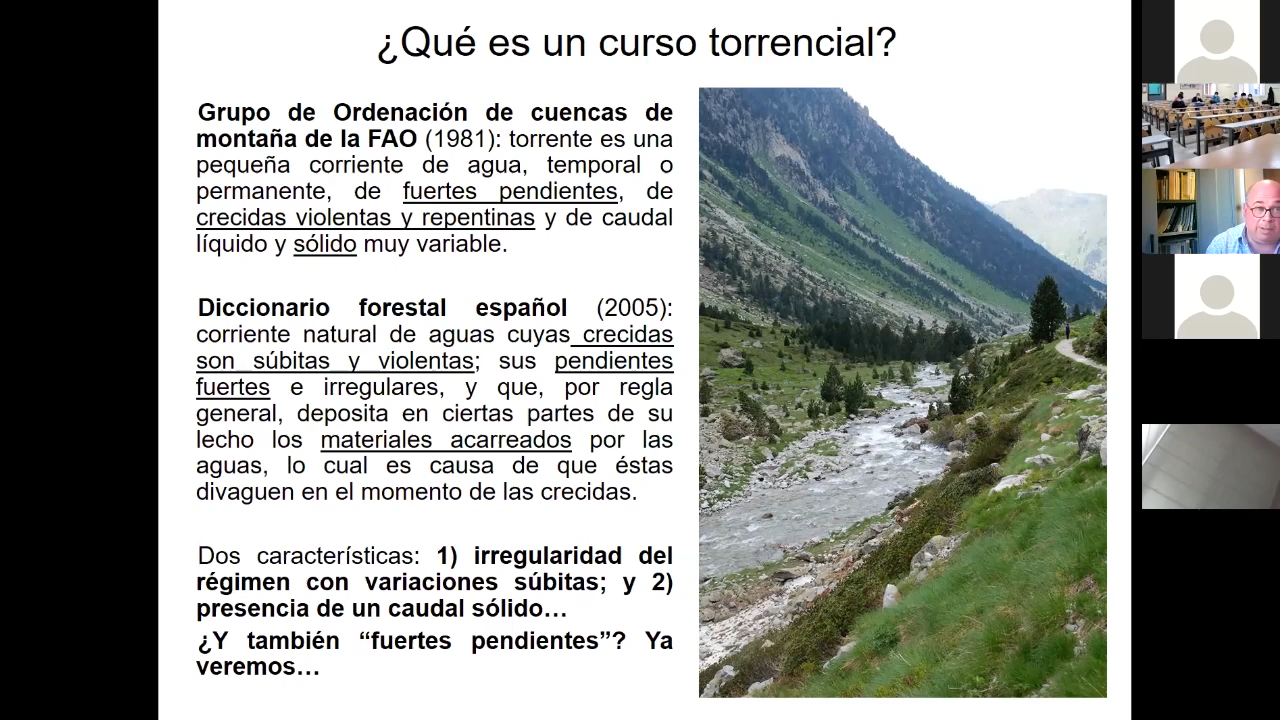 ¿Qué es un curso torrencial?
Grupo de Ordenación de cuencas de
montaña de la FAO (1981): torrente es una
pequeña corriente de agua, temporal o
permanente, de fuertes pendientes, de
crecidas violentas y repentinas y de caudal
líquido y sólido muy variable.
Diccionario forestal español (2005):
corriente natural de aguas cuyas crecidas
son súbitas y violentas; sus pendientes
fuertes e irregulares, y que, por regla
general, deposita en ciertas partes de su
lecho los materiales acarreados por las
aguas, lo cual es causa de que éstas
divaguen en el momento de las crecidas.
Dos características: 1) irregularidad del
régimen con variaciones súbitas; y 2)
presencia de un caudal sólido…
¿Y también “fuertes pendientes”? Ya
veremos…